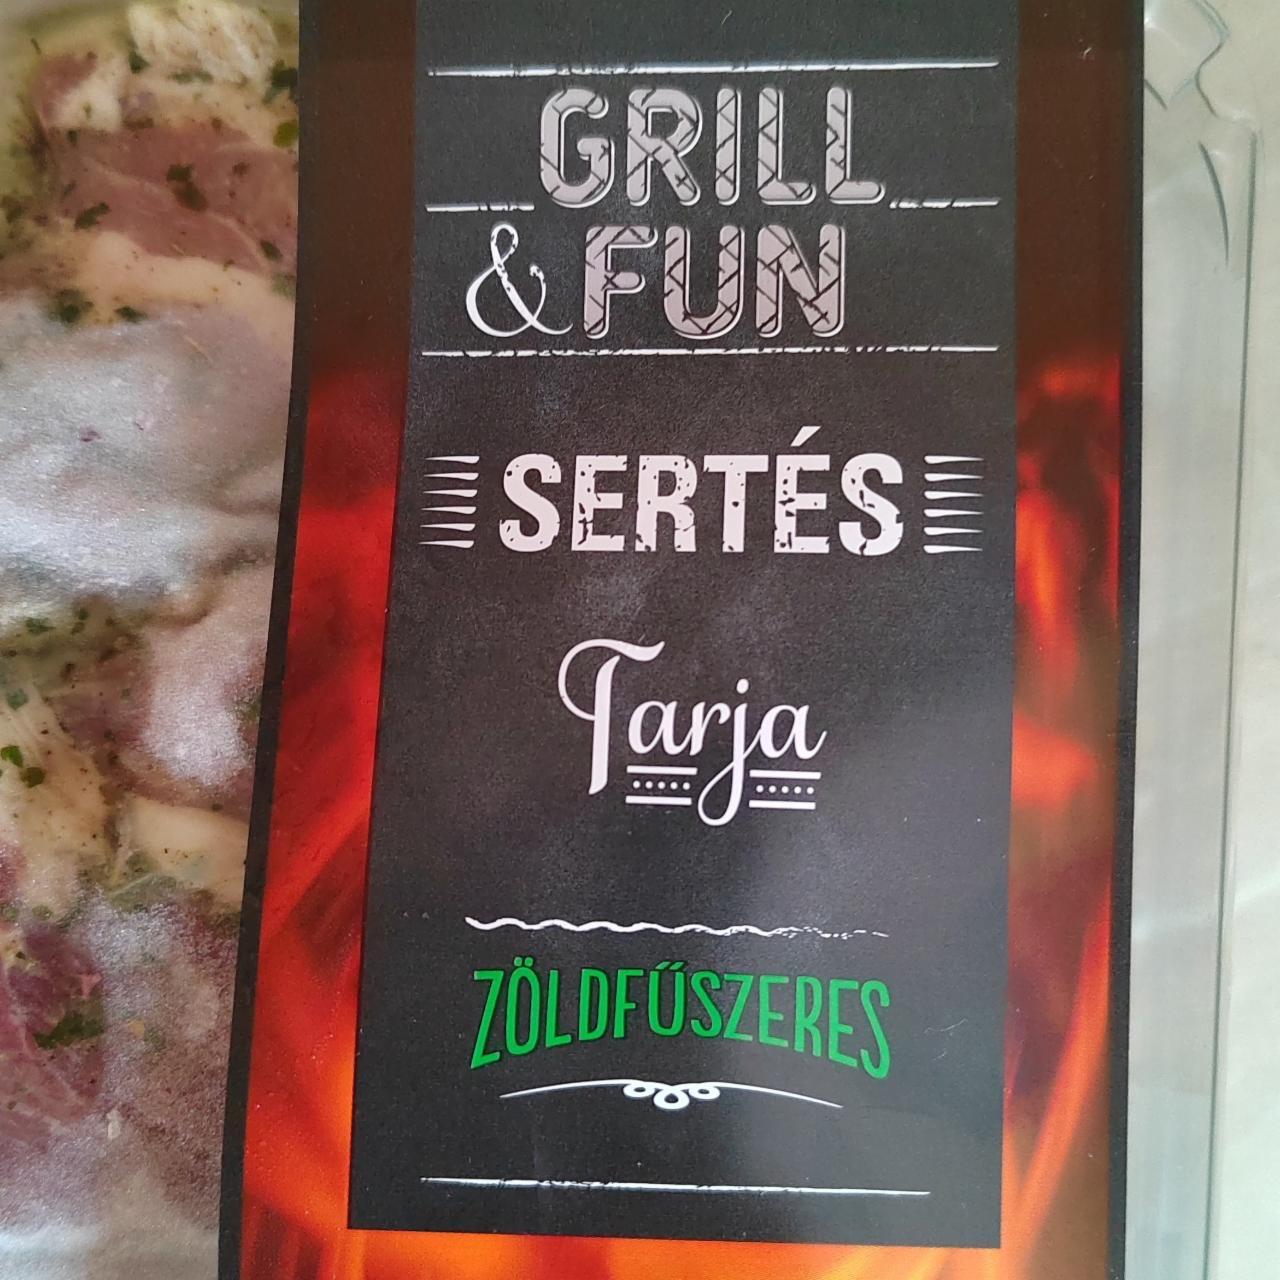 GRILL
& FUN
SERTÉS
Tarja
ZÖLDFŰSZERES